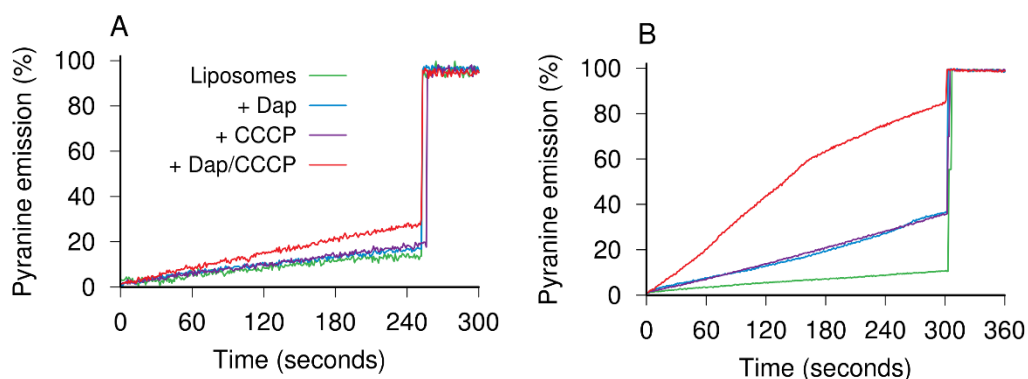 A
Pyranine emission (%)
100
80
60
40
20
0
Liposomes
+ Dap
+ CCCP
+ Dap/CCCP
0 60 120 180 240 300
Time (seconds)
B
Pyranine emission (%)
100
80
60
40
20
0
0 60 120 180 240 300 360
Time (seconds)